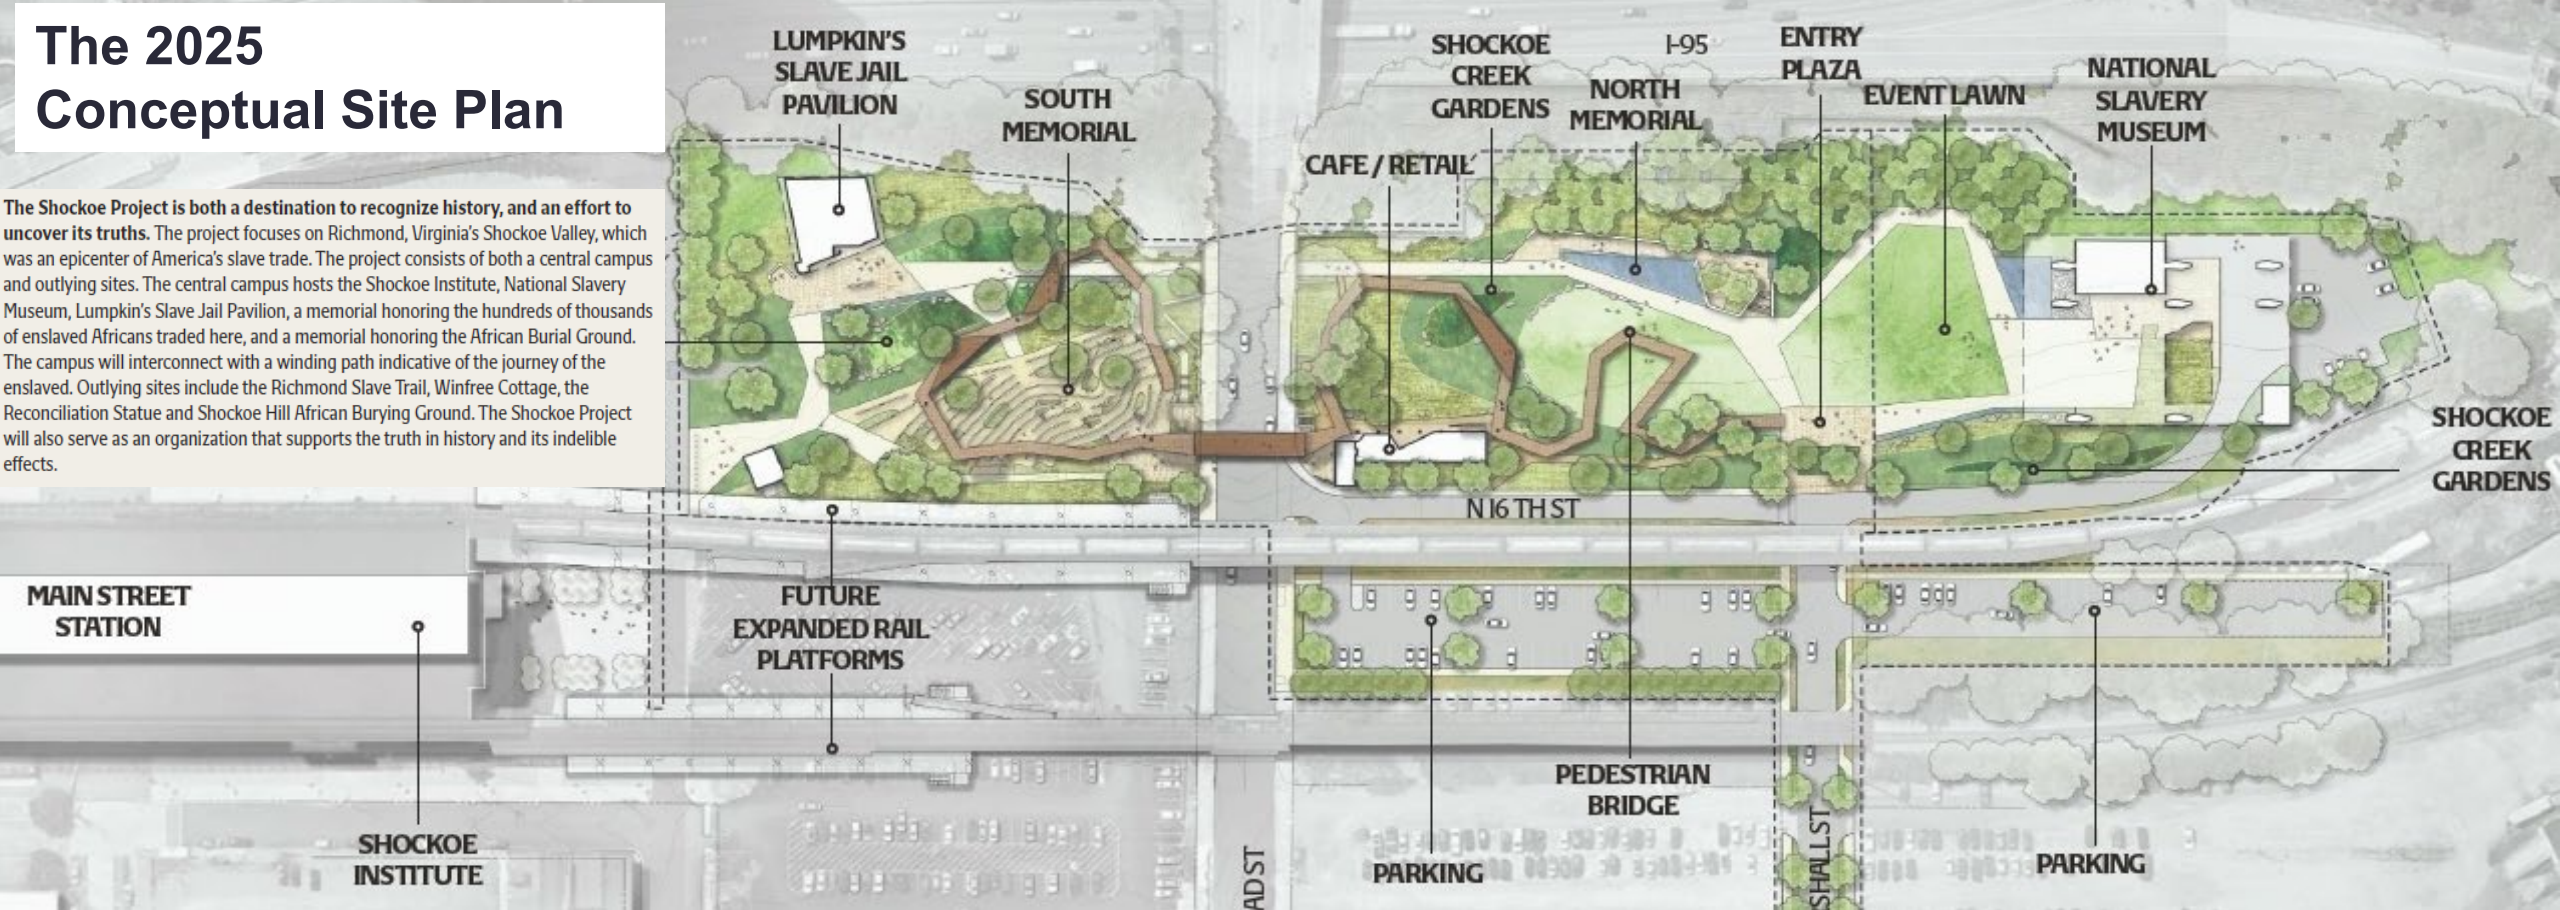 The 2025
Conceptual Site Plan
The Shockoe Project is both a destination to recognize history, and an effort to
uncover its truths. The project focuses on Richmond, Virginia's Shockoe Valley, which
was an epicenter of America's slave trade. The project consists of both a central campus
and outlying sites. The central campus hosts the Shockoe Institute, National Slavery
Museum, Lumpkin's Slave Jail Pavilion, a memorial honoring the hundreds of thousands
of enslaved Africans traded here, and a memorial honoring the African Burial Ground.
The campus will interconnect with a winding path indicative of the journey of the
enslaved. Outlying sites include the Richmond Slave Trail, Winfree Cottage, the
Reconciliation Statue and Shockoe Hill African Burying Ground. The Shockoe Project
will also serve as an organization that supports the truth in history and its indelible
effects.
LUMPKIN'S
SLAVE JAIL
PAVILION
SOUTH
MEMORIAL
CAFE / RETAIL
SHOCKOE
CREEK
GARDENS
NORTH
MEMORIAL
I-95
ENTRY
PLAZA
EVENT LAWN
NATIONAL
SLAVERY
MUSEUM
SHOCKOE
CREEK
GARDENS
N 16 TH ST
MAIN STREET
STATION
FUTURE
EXPANDED RAIL
PLATFORMS
SHOCKOE
INSTITUTE
AD ST
PARKING
PEDESTRIAN
BRIDGE
SHALL ST
PARKING